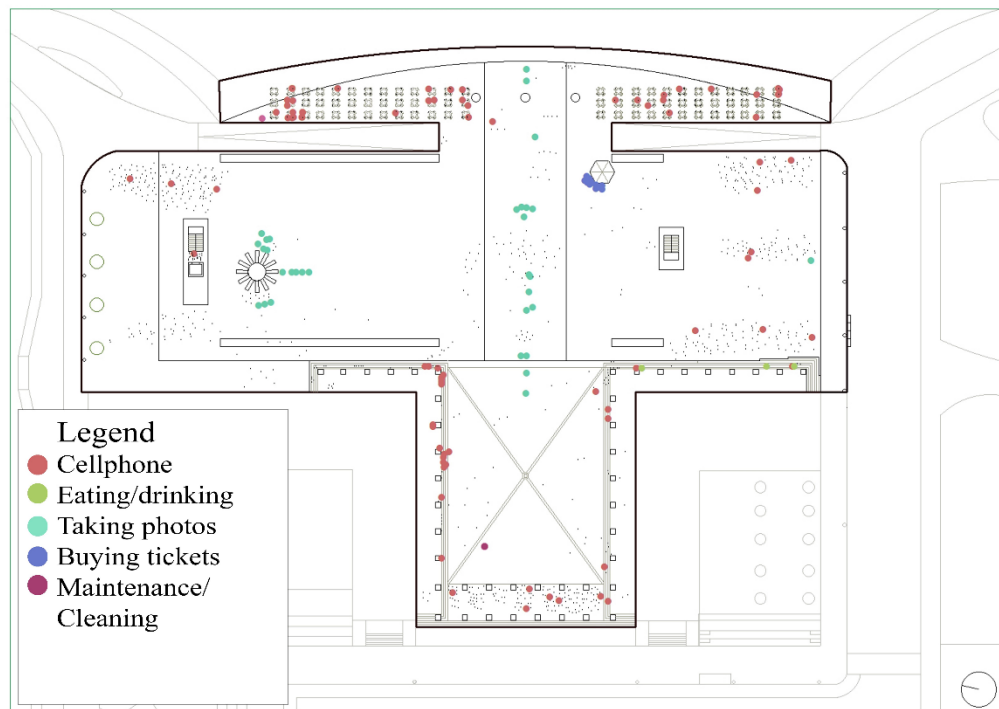 Legend
Cellphone
Eating/drinking
Taking photos
Buying tickets
Maintenance/
Cleaning